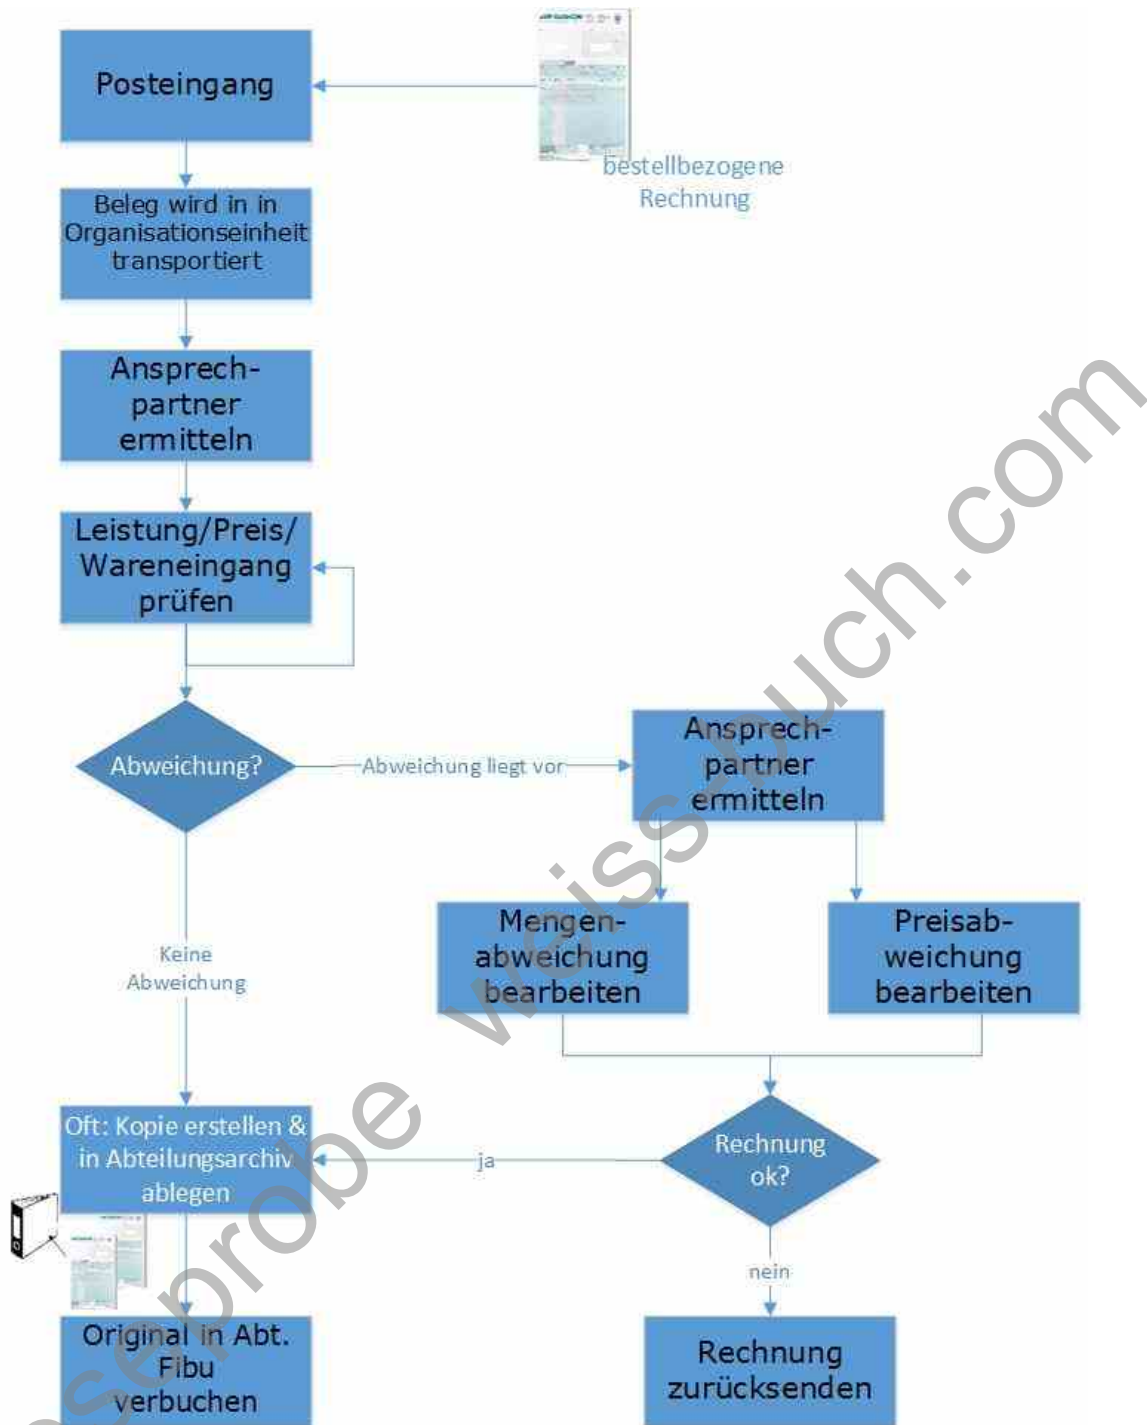 Posteingang
bestellbezogene
Rechnung
Beleg wird in in
Organisationseinheit
transportiert
Ansprech-
partner
ermitteln
Leistung/Preis/
Wareneingang
prüfen
Abweichung?
Abweichung liegt vor
Ansprech-
partner
ermitteln
Mengen-
abweichung
bearbeiten
Preisab-
weichung
bearbeiten
Keine
Abweichung
Oft: Kopie erstellen &
in Abteilungsarchiv
ablegen
ja
Rechnung
ok?
nein
Original in Abt.
Fibu
verbuchen
Rechnung
zurücksenden
eseprobe weiss-buch.com